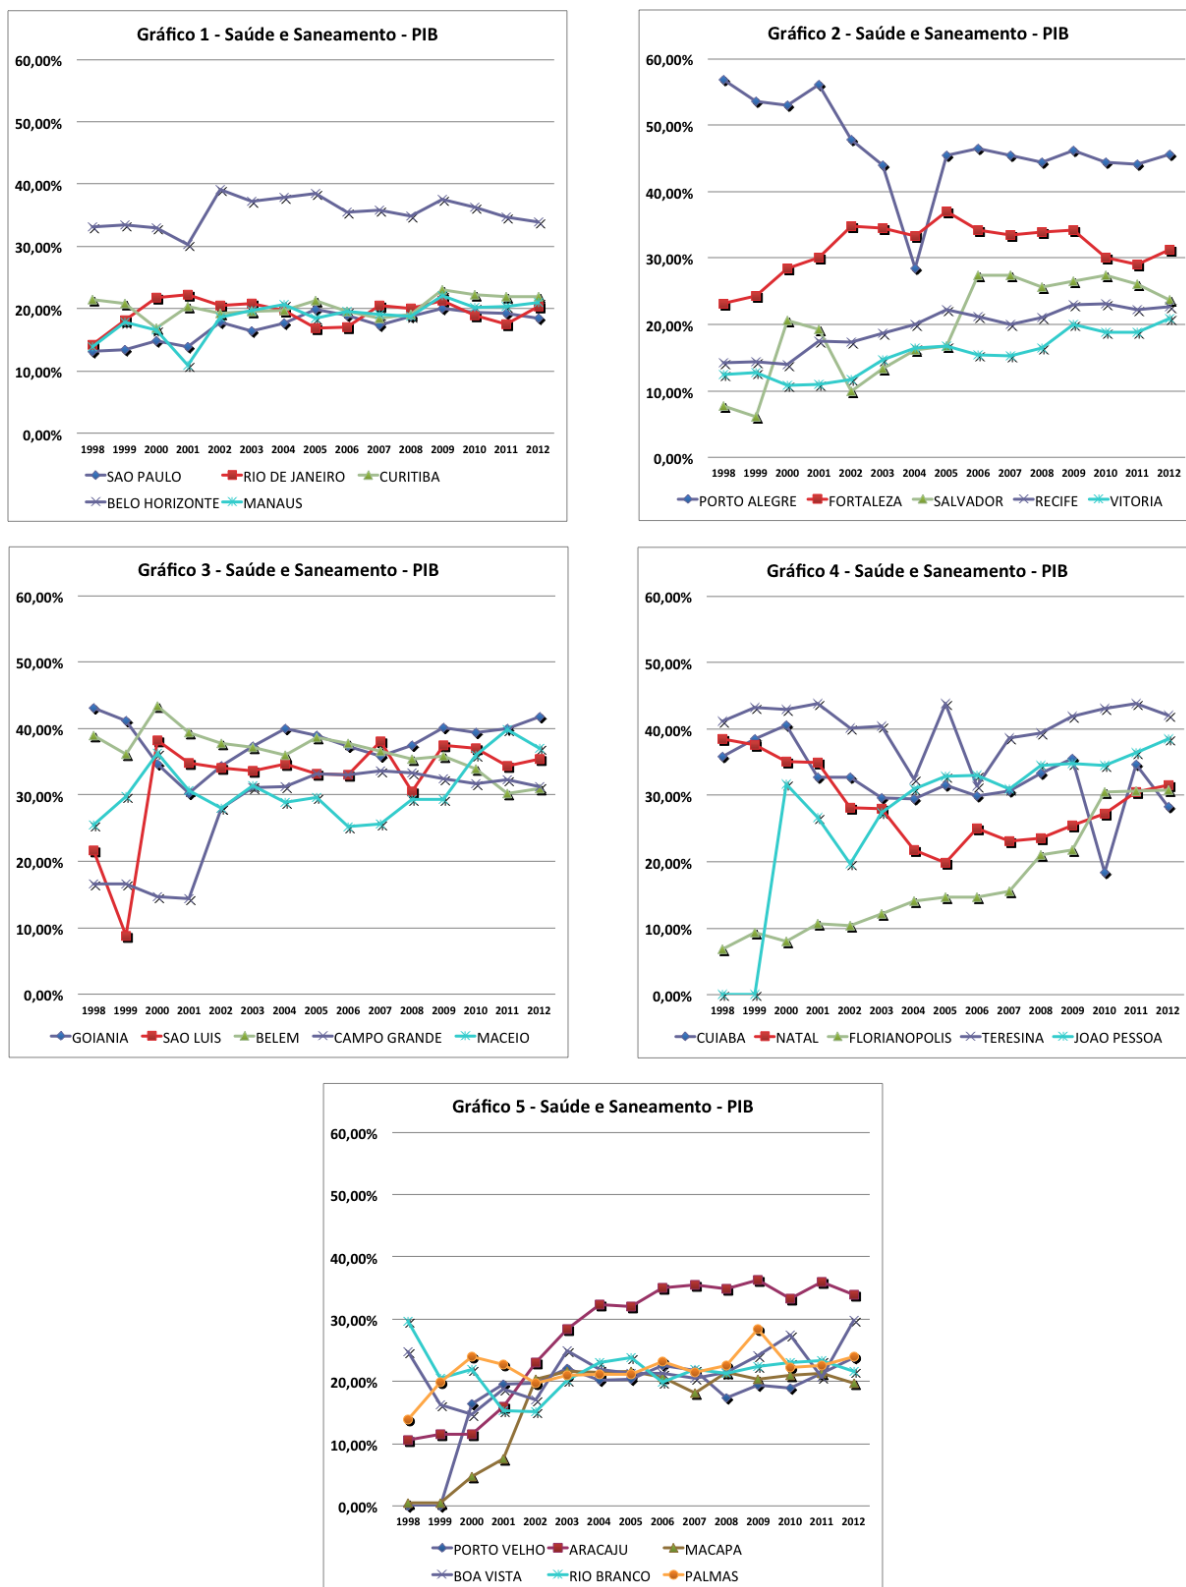 Gráfico 1 - Saúde e Saneamento - PIB
60,00%
50,00%
40,00%
30,00%
20,00%
10,00%
0,00%
1998 1999 2000 2001 2002 2003 2004 2005 2006 2007 2008 2009 2010 2011 2012
SAO PAULO RIO DE JANEIRO CURITIBA
BELO HORIZONTE MANAUS
Gráfico 2 - Saúde e Saneamento - PIB
60,00%
50,00%
40,00%
30,00%
20,00%
10,00%
0,00%
1998 1999 2000 2001 2002 2003 2004 2005 2006 2007 2008 2009 2010 2011 2012
PORTO ALEGRE FORTALEZA SALVADOR RECIFE VITORIA
Gráfico 3 - Saúde e Saneamento - PIB
60,00%
50,00%
40,00%
30,00%
20,00%
10,00%
0,00%
1998 1999 2000 2001 2002 2003 2004 2005 2006 2007 2008 2009 2010 2011 2012
GOIANIA SAO LUIS BELEM CAMPO GRANDE MACEIO
Gráfico 4 - Saúde e Saneamento - PIB
60,00%
50,00%
40,00%
30,00%
20,00%
10,00%
0,00%
1998 1999 2000 2001 2002 2003 2004 2005 2006 2007 2008 2009 2010 2011 2012
CUIABA NATAL FLORIANOPOLIS TERESINA JOAO PESSOA
Gráfico 5 - Saúde e Saneamento - PIB
60,00%
50,00%
40,00%
30,00%
20,00%
10,00%
0,00%
1998 1999 2000 2001 2002 2003 2004 2005 2006 2007 2008 2009 2010 2011 2012
PORTO VELHO ARACAJU MACAPA
BOA VISTA RIO BRANCO PALMAS